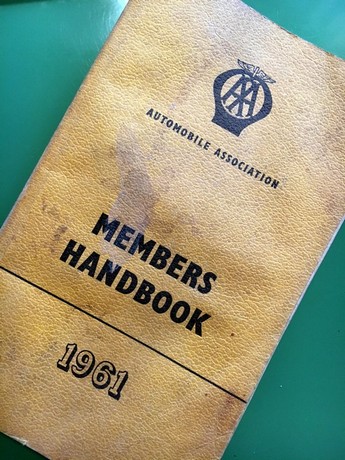 AA
AUTOMOBILE ASSOCIATION
MEMBERS
HANDBOOK
1961